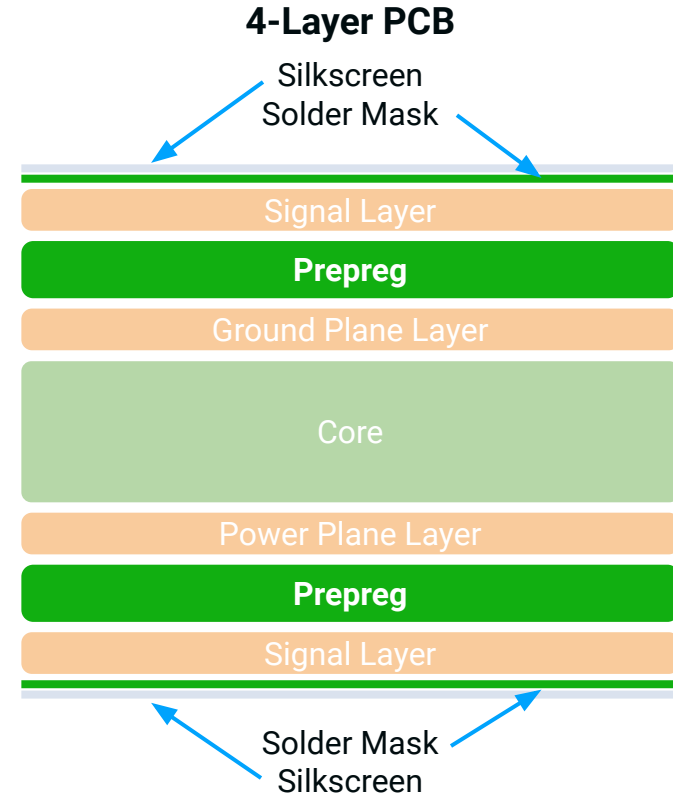 4-Layer PCB
Silkscreen
Solder Mask
Signal Layer
Prepreg
Ground Plane Layer
Core
Power Plane Layer
Prepreg
Signal Layer
Solder Mask
Silkscreen